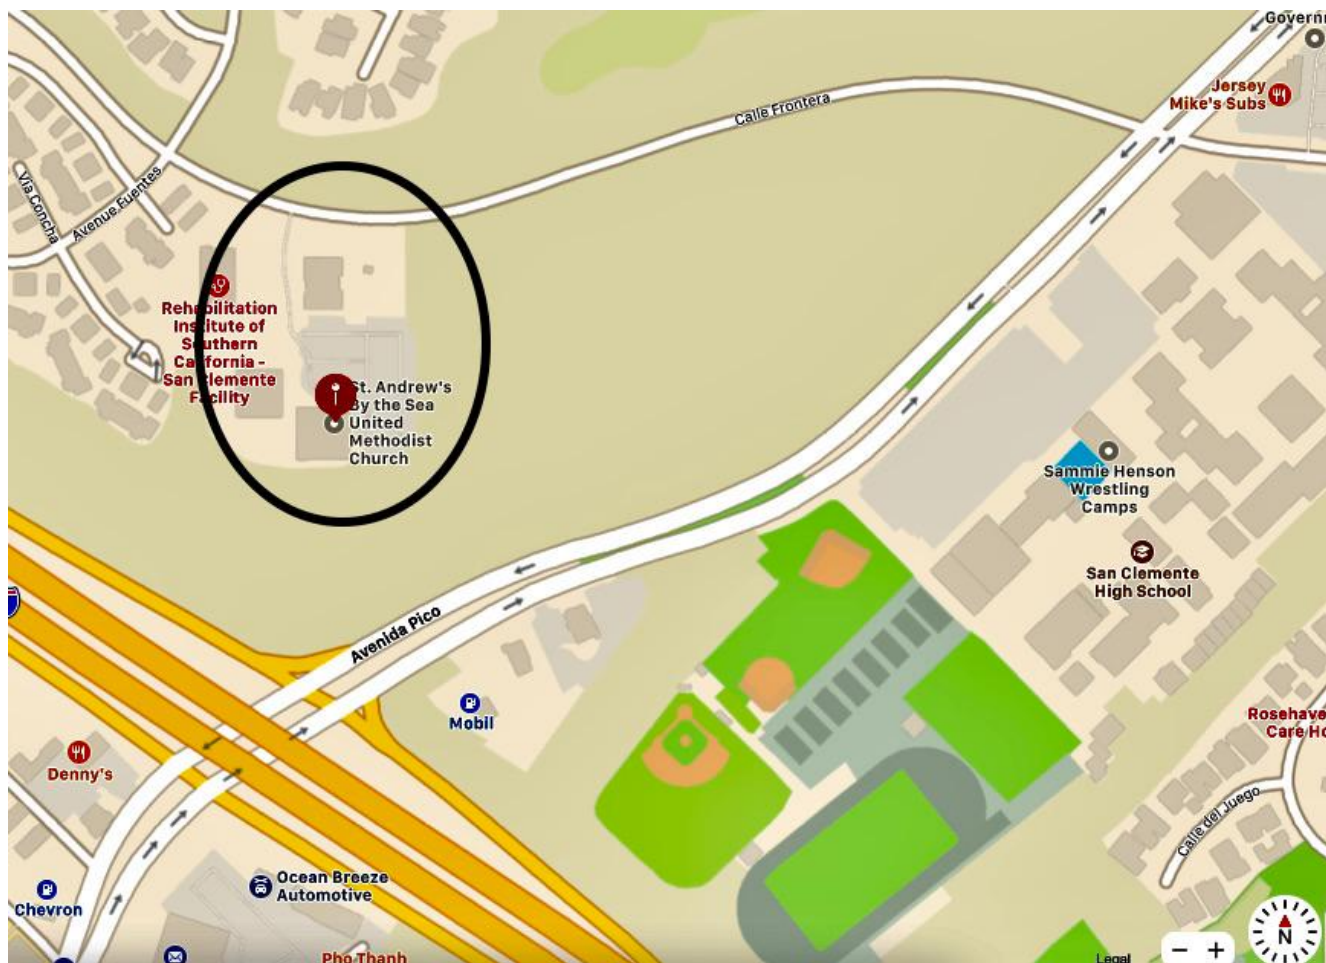 Governm
Jersey
Mike's Subs
Calle Frontera
Via Concha
Avenue Fuentes
Rehabilitation
Institute of
Southern
California -
San Clemente
Facility
St. Andrew's
By the Sea
United
Methodist
Church
Sammie Henson
Wrestling
Camps
San Clemente
High School
Avenida Pico
Mobil
Denny's
Rosehave
Care Ho
Calle del Juego
Ocean Breeze
Automotive
Chevron
Pho Thanh
Legal
N